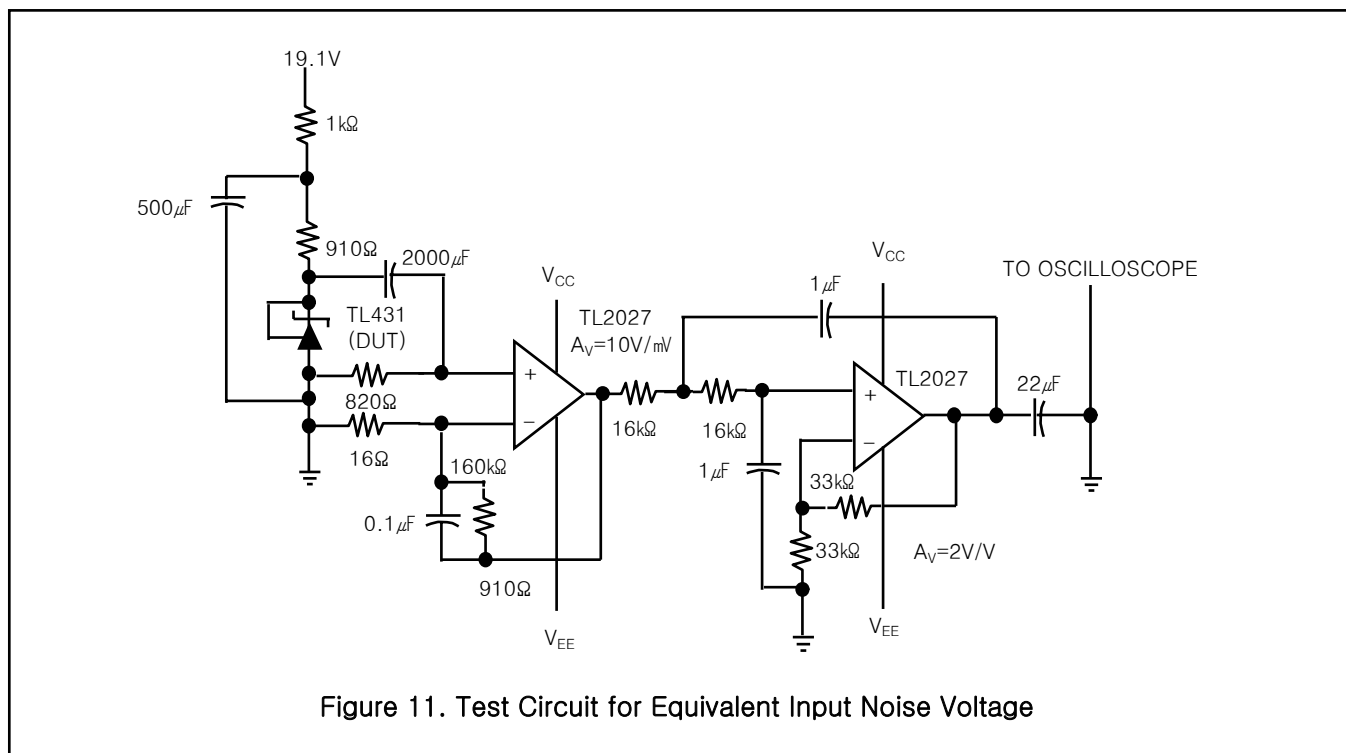 19.1V
1kΩ
500㎌
910Ω
2000㎌
TL431
(DUT)
820Ω
16Ω
160kΩ
0.1㎌
910Ω
VCC
TL2027
AV=10V/㎷
VEE
16kΩ
16kΩ
1㎌
1㎌
VCC
TL2027
33kΩ
33kΩ
AV=2V/V
VEE
22㎌
TO OSCILLOSCOPE
Figure 11. Test Circuit for Equivalent Input Noise Voltage